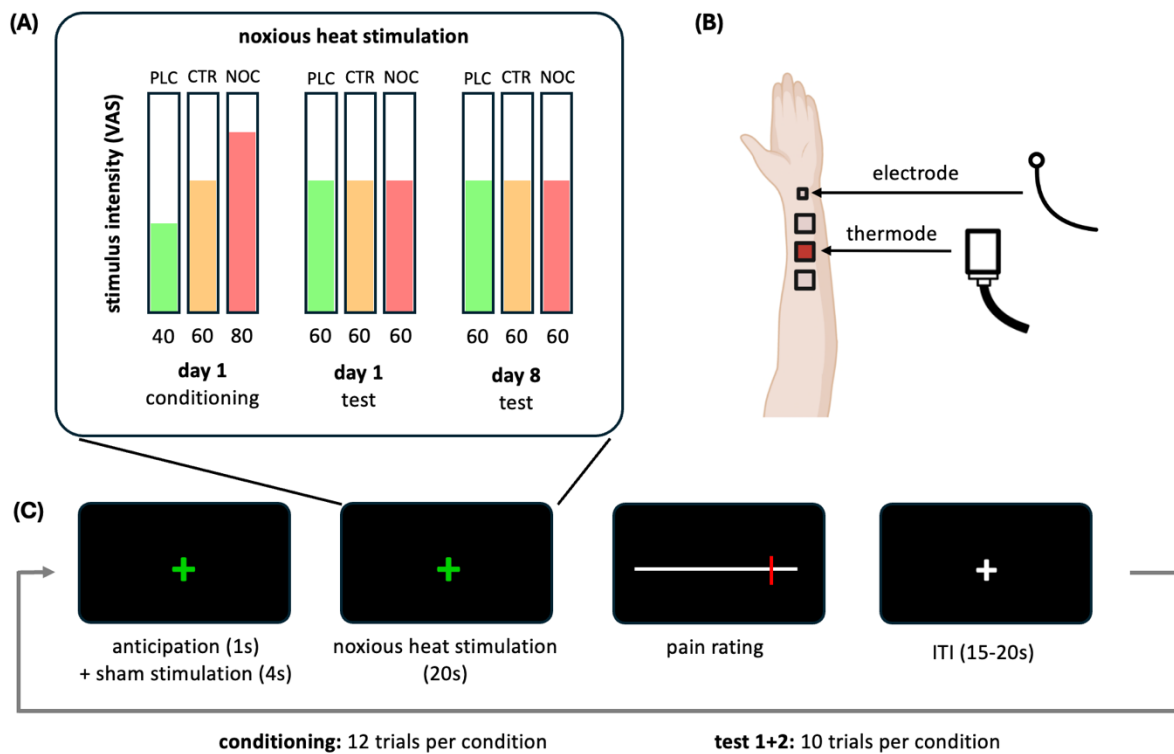 (A)
noxious heat stimulation
PLC CTR NOC PLC CTR NOC PLC CTR NOC
stimulus intensity (VAS)
40 60 80 60 60 60 60 60 60
day 1 day 1 day 8
conditioning test test
(B)
electrode
thermode
(C)
anticipation (1s)
+ sham stimulation (4s)
noxious heat stimulation
(20s)
pain rating
ITI (15-20s)
conditioning: 12 trials per condition
test 1+2: 10 trials per condition